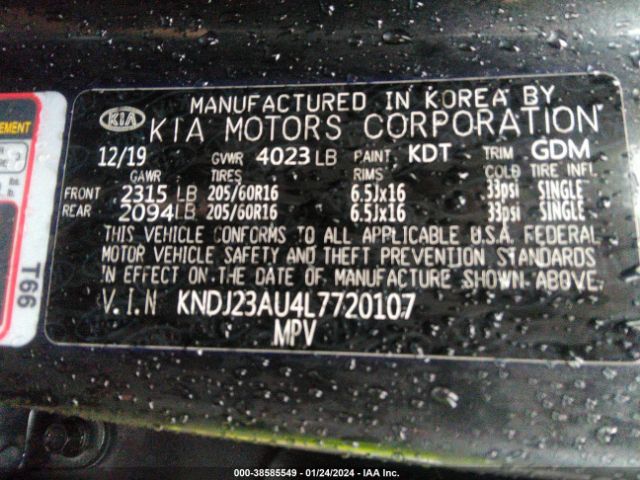 MANUFACTURED IN KOREA BY
KIA KIA MOTORS CORPORATION
12/19 GVWR 4023 LB PAINT, KDT TRIM GDM
GAWR TIRES RIMS COLD TIRE INFL
FRONT 2315 LB 205/60R16 6.5Jx16 33psi SINGLE
REAR 2094 LB 205/60R16 6.5Jx16 33psi SINGLE
THIS VEHICLE CONFORMS TO ALL APPLICABLE U.S.A. FEDERAL
MOTOR VEHICLE SAFETY AND THEFT PREVENTION STANDARDS
IN EFFECT ON THE DATE OF MANUFACTURE SHOWN ABOVE.
V.I.N KNDJ23AU4L7720107
MPV
T66
000-38585549 - 01/24/2024 - IAA Inc.